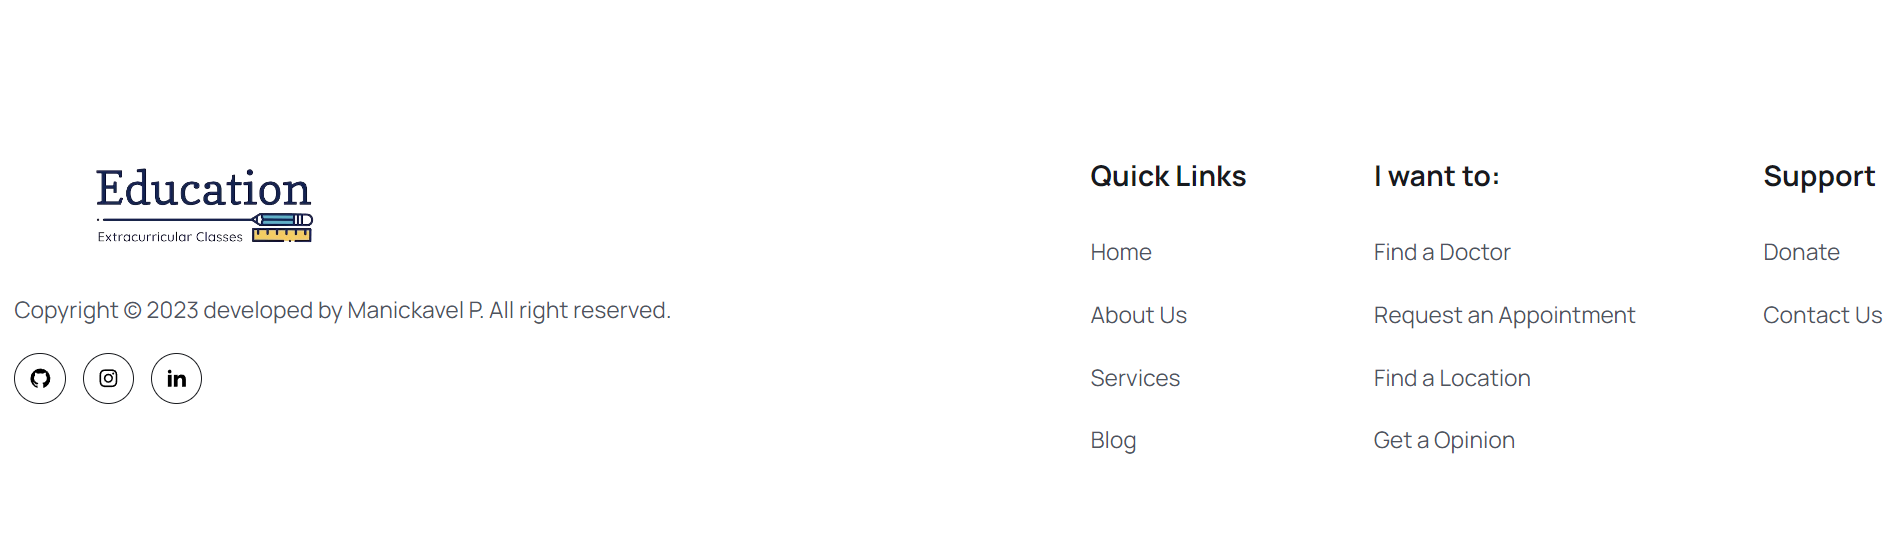 Education
Extracurricular Classes
Copyright © 2023 developed by Manickavel P. All right reserved.
in
Quick Links
Home
About Us
Services
Blog
I want to:
Find a Doctor
Request an Appointment
Find a Location
Get a Opinion
Support
Donate
Contact Us